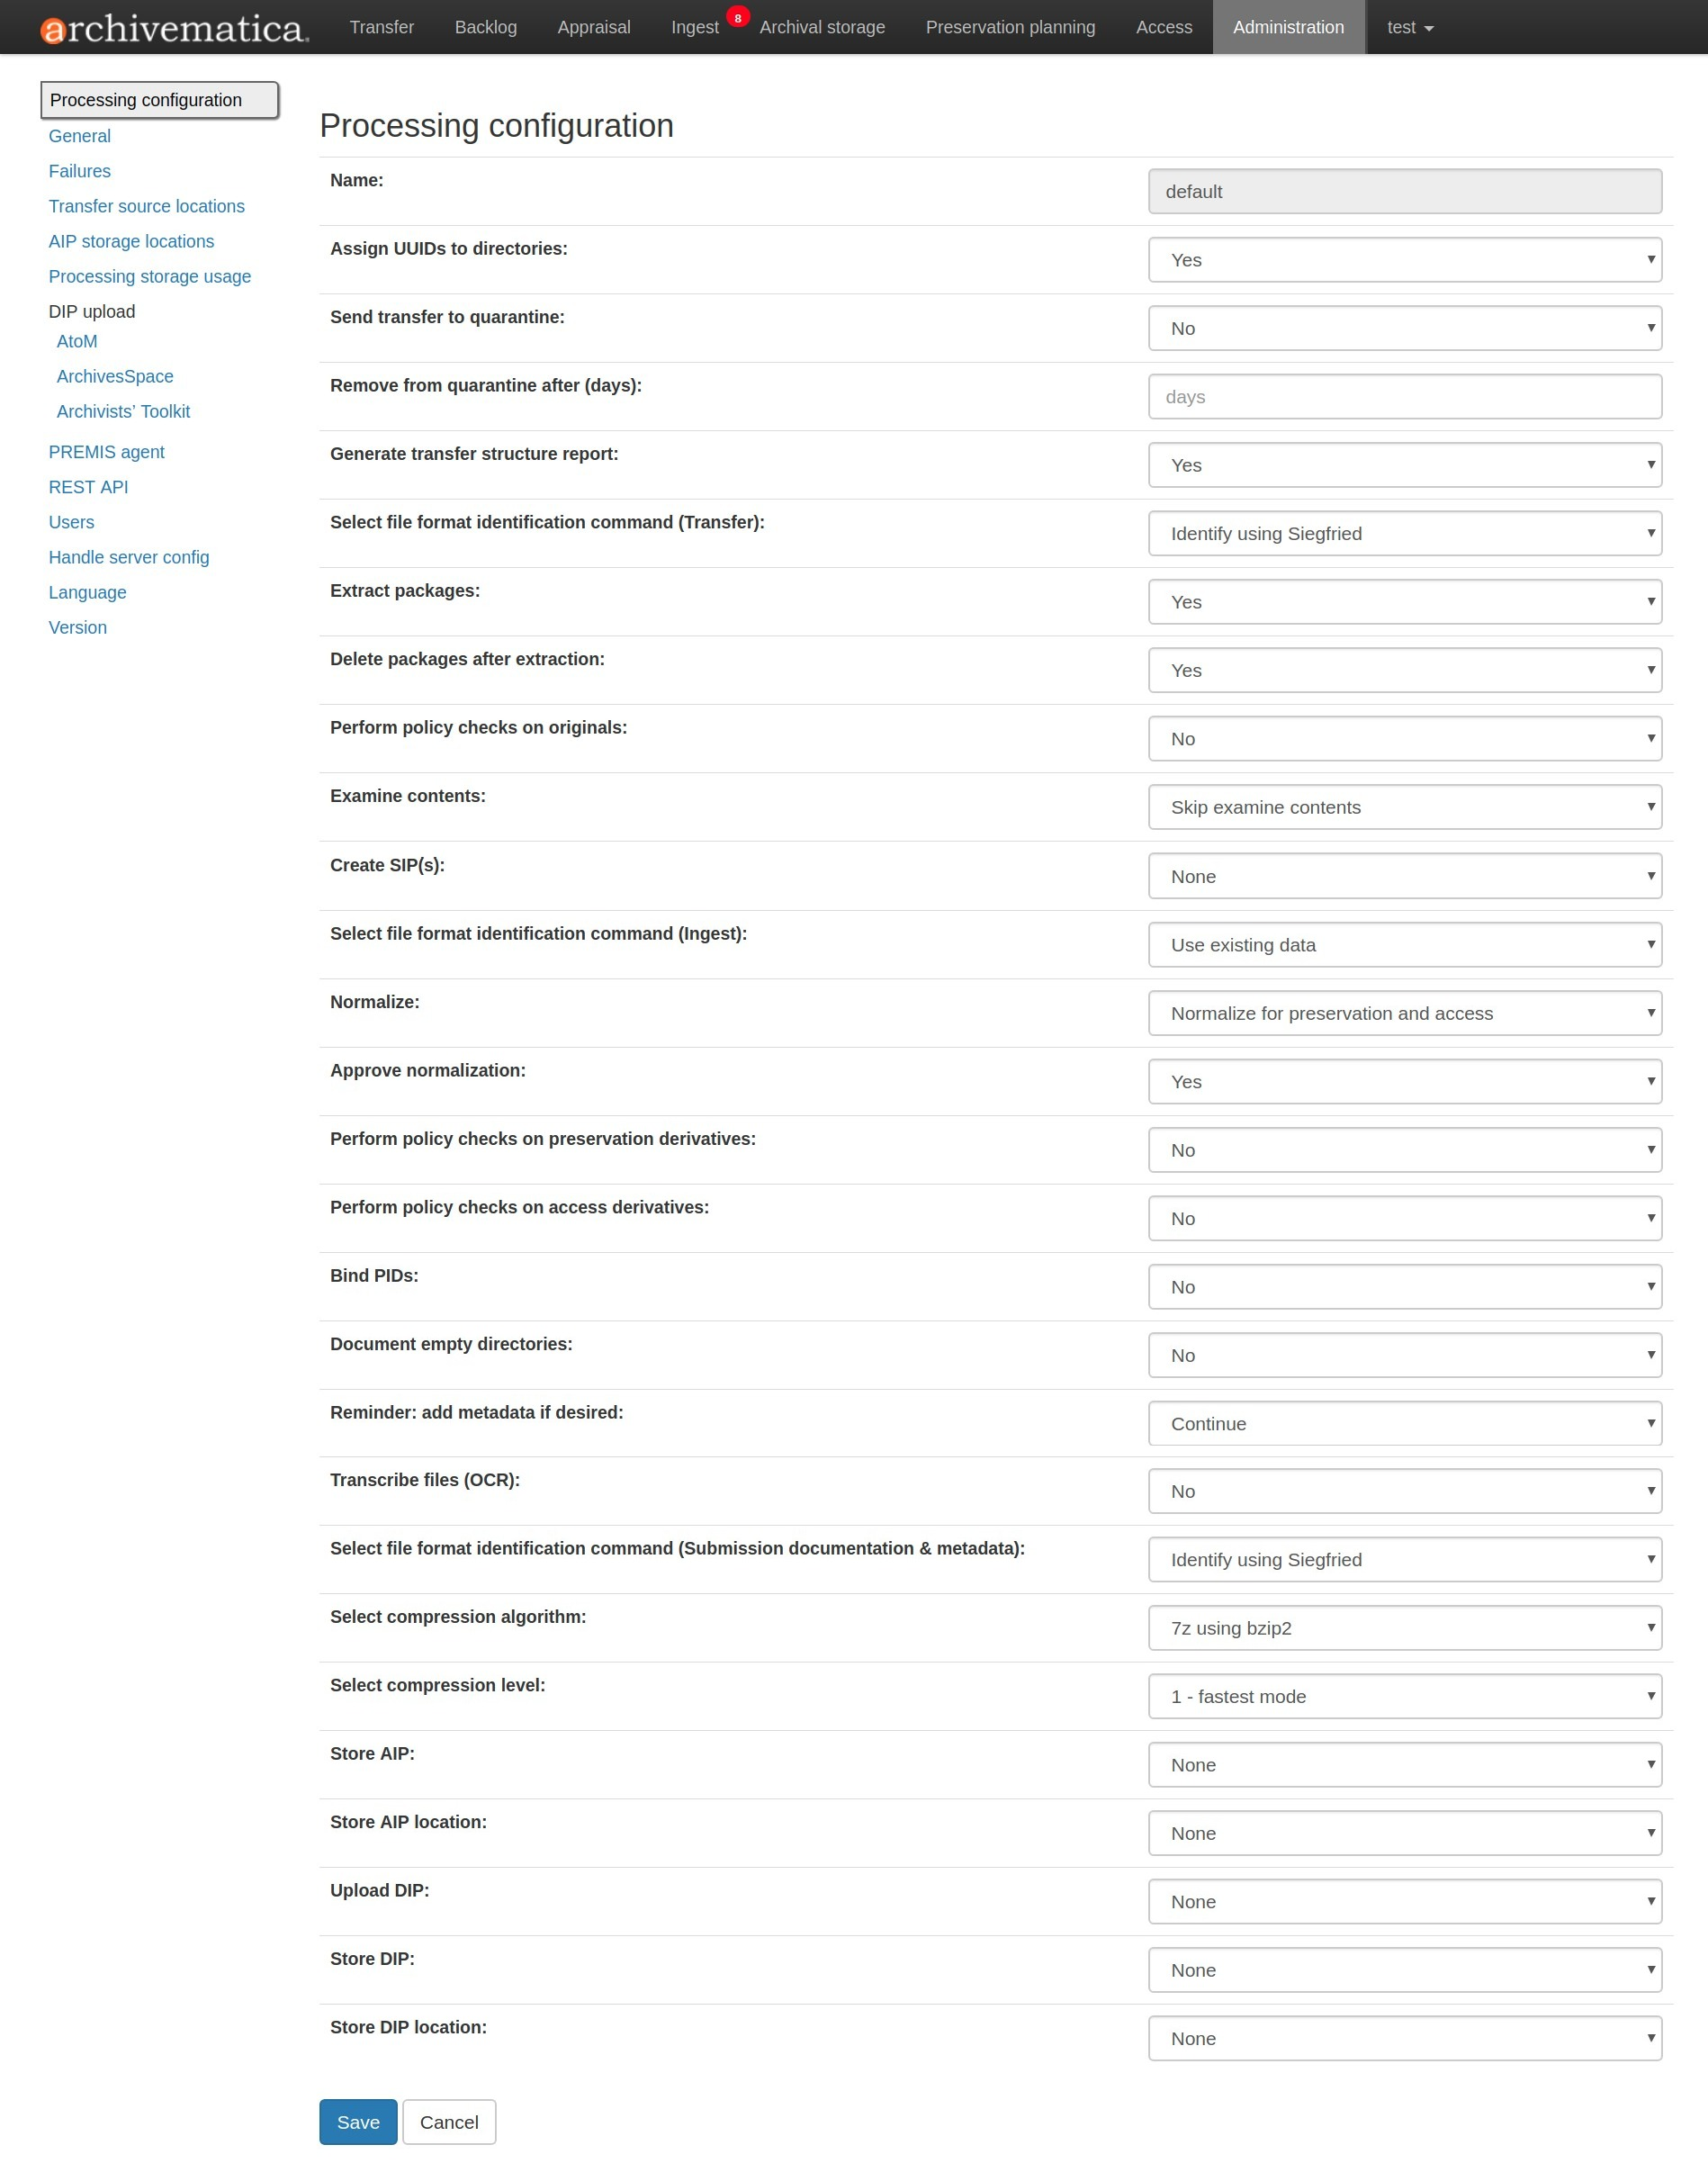 archivematica.
Transfer
Backlog
Appraisal
Ingest
8
Archival storage
Preservation planning
Access
Administration
test
Processing configuration
General
Failures
Transfer source locations
AIP storage locations
Processing storage usage
DIP upload
AtoM
ArchivesSpace
Archivists’ Toolkit
PREMIS agent
REST API
Users
Handle server config
Language
Version
Processing configuration
Name: default
Assign UUIDs to directories: Yes
Send transfer to quarantine: No
Remove from quarantine after (days): days
Generate transfer structure report: Yes
Select file format identification command (Transfer): Identify using Siegfried
Extract packages: Yes
Delete packages after extraction: Yes
Perform policy checks on originals: No
Examine contents: Skip examine contents
Create SIP(s): None
Select file format identification command (Ingest): Use existing data
Normalize: Normalize for preservation and access
Approve normalization: Yes
Perform policy checks on preservation derivatives: No
Perform policy checks on access derivatives: No
Bind PIDs: No
Document empty directories: No
Reminder: add metadata if desired: Continue
Transcribe files (OCR): No
Select file format identification command (Submission documentation & metadata): Identify using Siegfried
Select compression algorithm: 7z using bzip2
Select compression level: 1 - fastest mode
Store AIP: None
Store AIP location: None
Upload DIP: None
Store DIP: None
Store DIP location: None
Save
Cancel